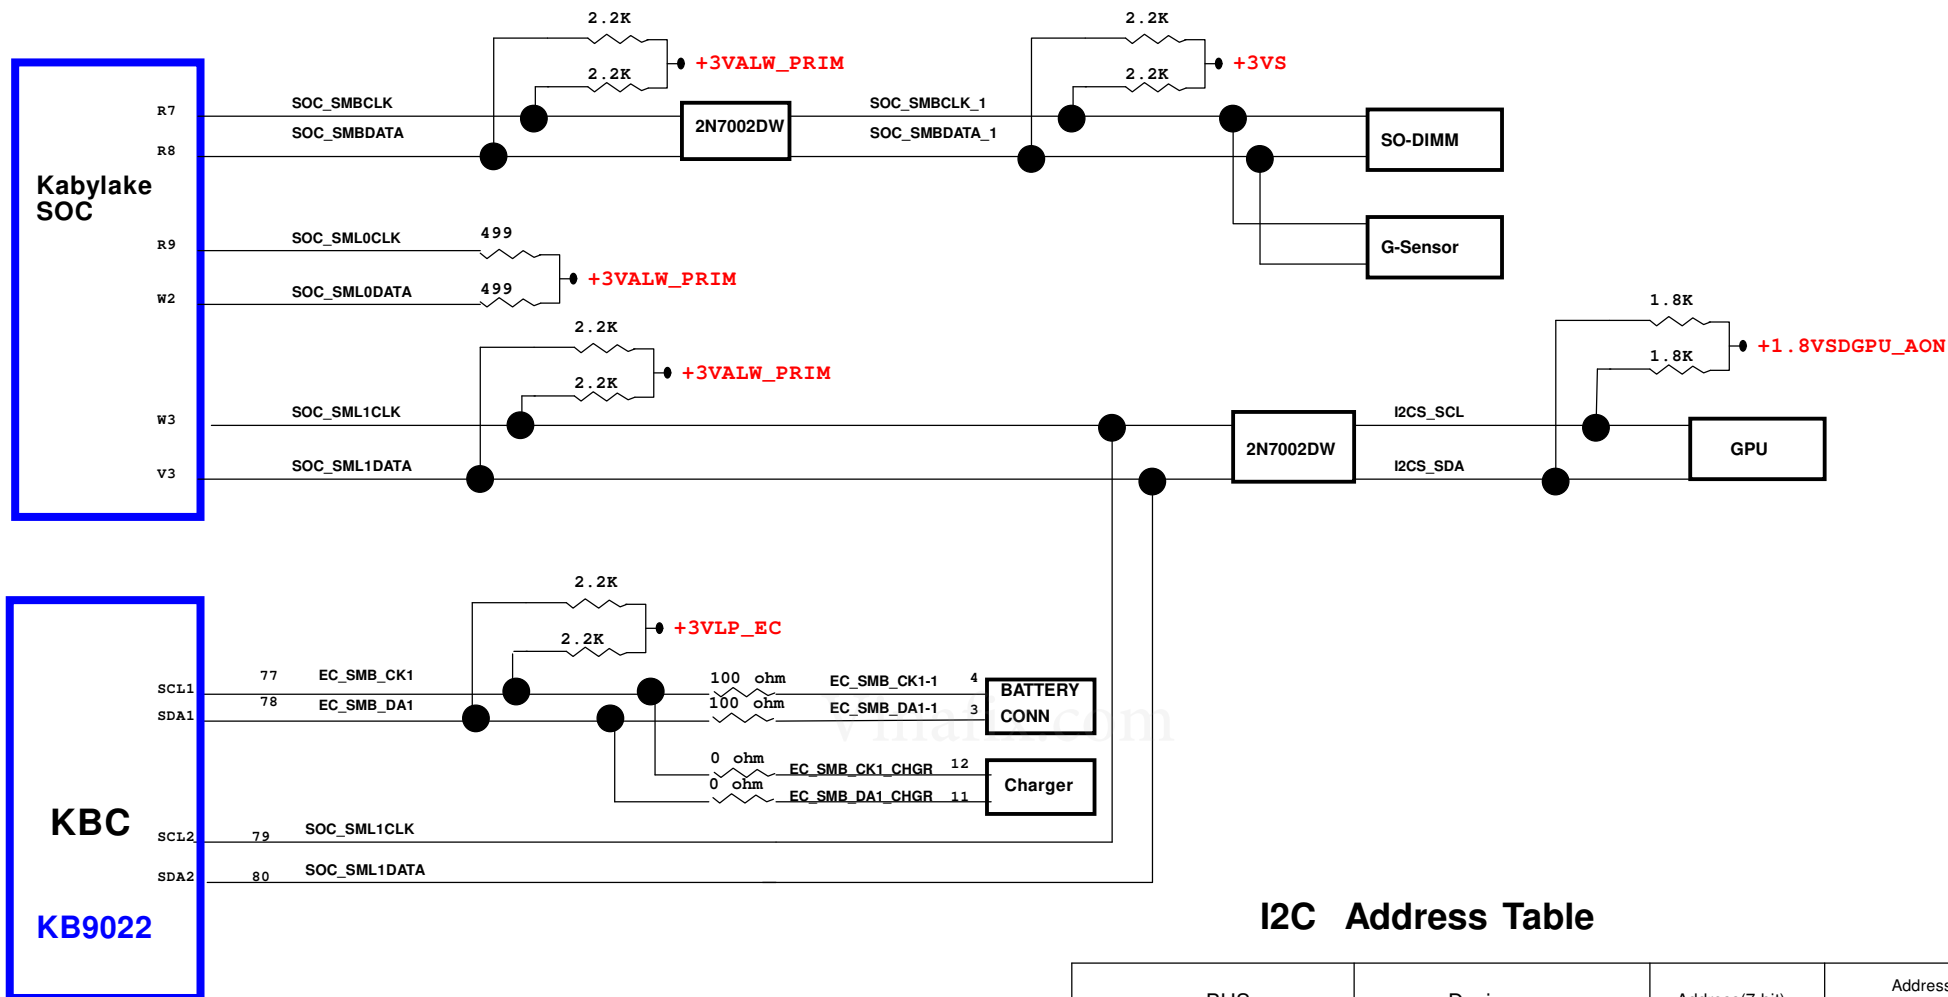 2.2K
2.2K
+3VALW_PRIM
2.2K
2.2K
+3VS
R7
SOC_SMBCLK
SOC_SMBDATA
R8
2N7002DW
SOC_SMBCLK_1
SOC_SMBDATA_1
SO-DIMM
Kabylake
SOC
R9
SOC_SML0CLK
499
+3VALW_PRIM
W2
SOC_SML0DATA
499
G-Sensor
2.2K
2.2K
+3VALW_PRIM
1.8K
1.8K
+1.8VSDGPU_AON
W3
SOC_SML1CLK
V3
SOC_SML1DATA
2N7002DW
I2CS_SCL
I2CS_SDA
GPU
2.2K
2.2K
+3VLP_EC
SCL1
77
EC_SMB_CK1
100 ohm
EC_SMB_CK1-1
4
SDA1
78
EC_SMB_DA1
100 ohm
EC_SMB_DA1-1
3
BATTERY
CONN
0 ohm
EC_SMB_CK1_CHGR
12
0 ohm
EC_SMB_DA1_CHGR
11
Charger
KBC
SCL2
79
SOC_SML1CLK
SDA2
80
SOC_SML1DATA
KB9022
I2C Address Table
Address